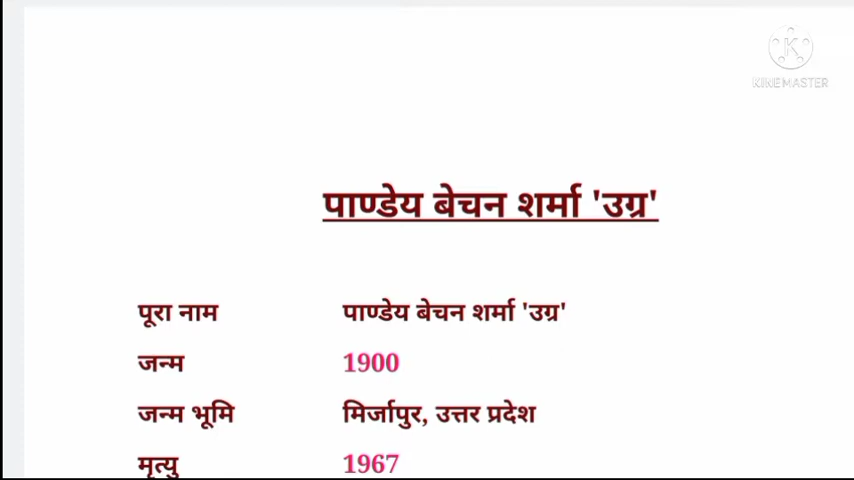 KINEMASTER
पाण्डेय बेचन शर्मा 'उग्र'
पूरा नाम पाण्डेय बेचन शर्मा 'उग्र'
जन्म 1900
जन्म भूमि मिर्जापुर, उत्तर प्रदेश
मृत्यु 1967